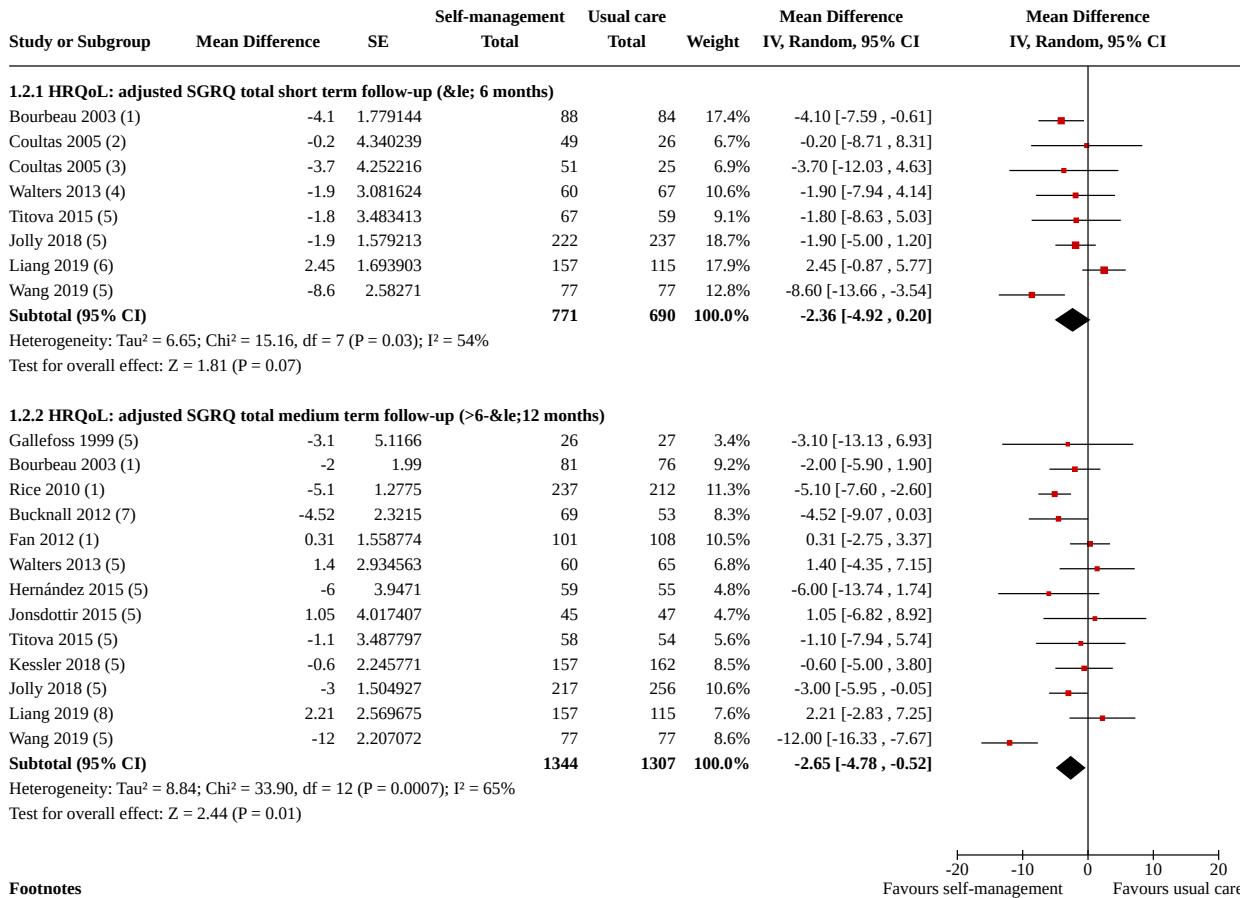 Self-management Usual care Mean Difference Mean Difference
Study or Subgroup Mean Difference SE Total Total Weight IV, Random, 95% CI IV, Random, 95% CI
1.2.1 HRQoL: adjusted SGRQ total short term follow-up (&le; 6 months)
Bourbeau 2003 (1) -4.1 1.779144 88 84 17.4% -4.10 [-7.59 , -0.61]
Coultas 2005 (2) -0.2 4.340239 49 26 6.7% -0.20 [-8.71 , 8.31]
Coultas 2005 (3) -3.7 4.252216 51 25 6.9% -3.70 [-12.03 , 4.63]
Walters 2013 (4) -1.9 3.081624 60 67 10.6% -1.90 [-7.94 , 4.14]
Titova 2015 (5) -1.8 3.483413 67 59 9.1% -1.80 [-8.63 , 5.03]
Jolly 2018 (5) -1.9 1.579213 222 237 18.7% -1.90 [-5.00 , 1.20]
Liang 2019 (6) 2.45 1.693903 157 115 17.9% 2.45 [-0.87 , 5.77]
Wang 2019 (5) -8.6 2.58271 77 77 12.8% -8.60 [-13.66 , -3.54]
Subtotal (95% CI) 771 690 100.0% -2.36 [-4.92 , 0.20]
Heterogeneity: Tau² = 6.65; Chi² = 15.16, df = 7 (P = 0.03); I² = 54%
Test for overall effect: Z = 1.81 (P = 0.07)
1.2.2 HRQoL: adjusted SGRQ total medium term follow-up (>6-&le;12 months)
Gallefoss 1999 (5) -3.1 5.1166 26 27 3.4% -3.10 [-13.13 , 6.93]
Bourbeau 2003 (1) -2 1.99 81 76 9.2% -2.00 [-5.90 , 1.90]
Rice 2010 (1) -5.1 1.2775 237 212 11.3% -5.10 [-7.60 , -2.60]
Bucknall 2012 (7) -4.52 2.3215 69 53 8.3% -4.52 [-9.07 , 0.03]
Fan 2012 (1) 0.31 1.558774 101 108 10.5% 0.31 [-2.75 , 3.37]
Walters 2013 (5) 1.4 2.934563 60 65 6.8% 1.40 [-4.35 , 7.15]
Hernández 2015 (5) -6 3.9471 59 55 4.8% -6.00 [-13.74 , 1.74]
Jonsdottir 2015 (5) 1.05 4.017407 45 47 4.7% 1.05 [-6.82 , 8.92]
Titova 2015 (5) -1.1 3.487797 58 54 5.6% -1.10 [-7.94 , 5.74]
Kessler 2018 (5) -0.6 2.245771 157 162 8.5% -0.60 [-5.00 , 3.80]
Jolly 2018 (5) -3 1.504927 217 256 10.6% -3.00 [-5.95 , -0.05]
Liang 2019 (8) 2.21 2.569675 157 115 7.6% 2.21 [-2.83 , 7.25]
Wang 2019 (5) -12 2.207072 77 77 8.6% -12.00 [-16.33 , -7.67]
Subtotal (95% CI) 1344 1307 100.0% -2.65 [-4.78 , -0.52]
Heterogeneity: Tau² = 8.84; Chi² = 33.90, df = 12 (P = 0.0007); I² = 65%
Test for overall effect: Z = 2.44 (P = 0.01)
-20 -10 0 10 20
Footnotes Favours self-management Favours usual care